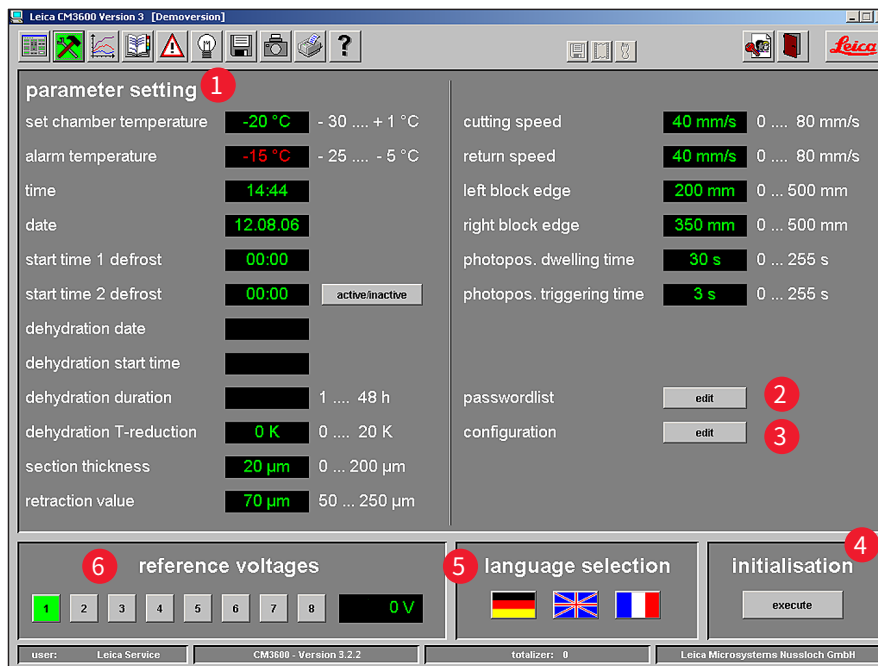 Leica CM3600 Version 3 [Demoversion]
?
Leica
parameter setting 1
set chamber temperature -20 °C - 30 .... + 1 °C
alarm temperature -15 °C - 25 .... - 5 °C
time 14:44
date 12.08.06
start time 1 defrost 00:00
start time 2 defrost 00:00 active/inactive
dehydration date
dehydration start time
dehydration duration 1 .... 48 h
dehydration T-reduction 0 K 0 .... 20 K
section thickness 20 µm 0 ... 200 µm
retraction value 70 µm 50 ... 250 µm
cutting speed 40 mm/s 0 .... 80 mm/s
return speed 40 mm/s 0 .... 80 mm/s
left block edge 200 mm 0 ... 500 mm
right block edge 350 mm 0 ... 500 mm
photopos. dwelling time 30 s 0 ... 255 s
photopos. triggering time 3 s 0 ... 255 s
passwordlist edit 2
configuration edit 3
6 reference voltages
1 2 3 4 5 6 7 8 0 V
5 language selection
4
initialisation
execute
user: Leica Service CM3600 - Version 3.2.2 totalizer: 0 Leica Microsystems Nussloch GmbH